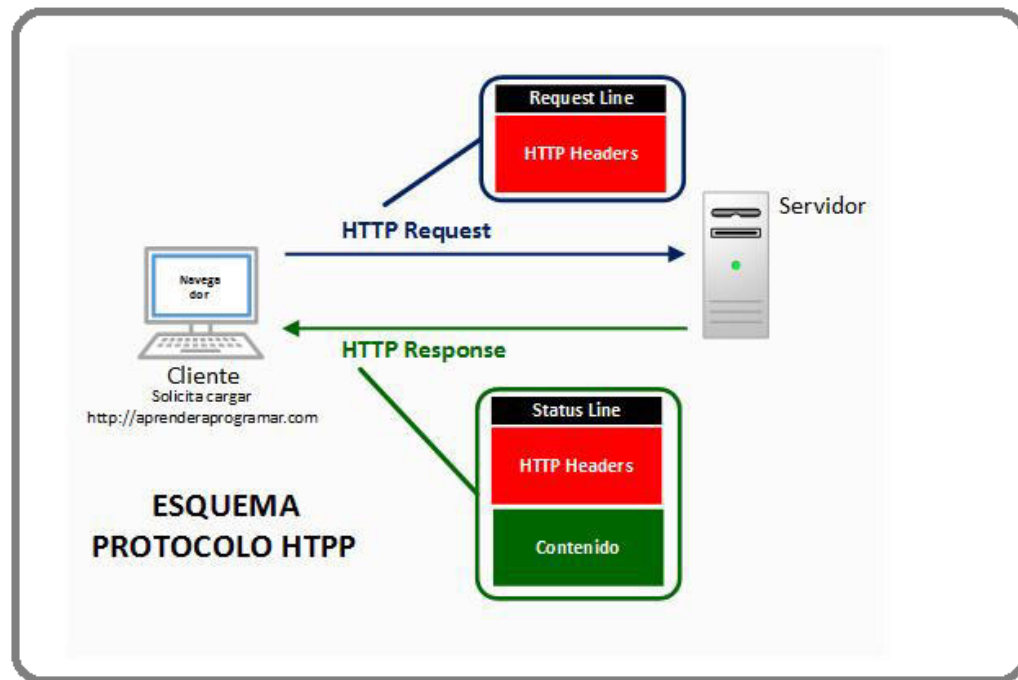 Request Line
HTTP Headers
Servidor
HTTP Request
Navega
dor
HTTP Response
Cliente
Solicita cargar
http://aprenderaprogramar.com
Status Line
HTTP Headers
Contenido
ESQUEMA
PROTOCOLO HTPP